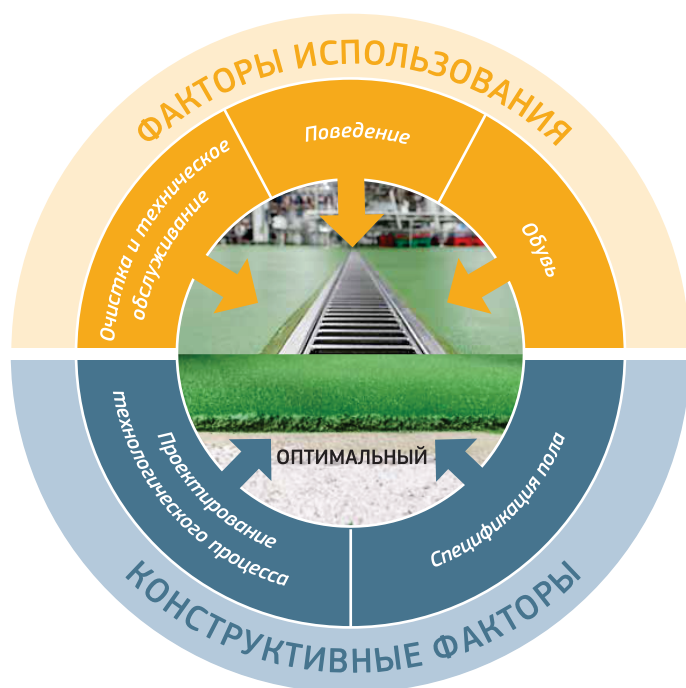 ФАКТОРЫ ИСПОЛЬЗОВАНИЯ
Поведение
Очистка и техническое
обслуживание
Обувь
ОПТИМАЛЬНЫЙ
Проектирование
технологического процесса
Спецификация пола
КОНСТРУКТИВНЫЕ ФАКТОРЫ